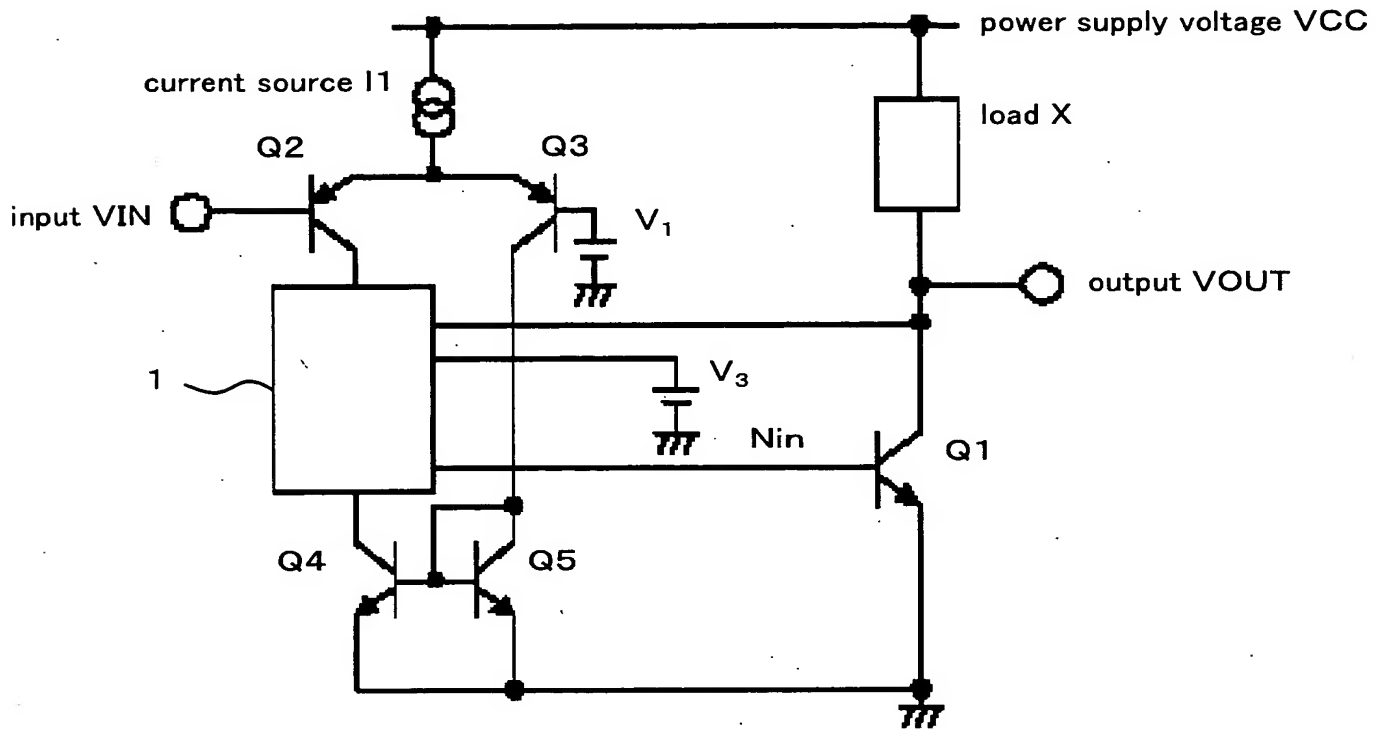 power supply voltage VCC
current source I1
load X
Q2
Q3
input VIN
V₁
output VOUT
1
V₃
Nin
Q1
Q4
Q5